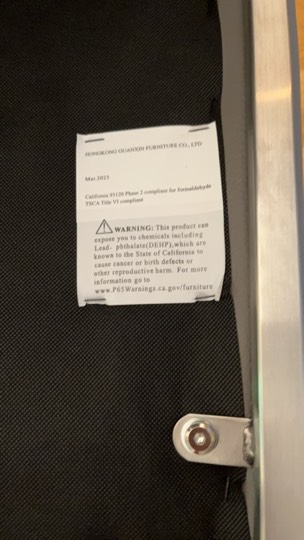 HONGKONG GUANXIN FURNITURE CO., LTD
Mar.2023
California 93120 Phase 2 compliant for formaldehyde
TSCA Title VI compliant
⚠ WARNING: This product can
expose you to chemicals including
Lead- phthalate(DEHP),which are
known to the State of California to
cause cancer or birth defects or
other reproductive harm. For more
information go to
www.P65Warnings.ca.gov/furniture